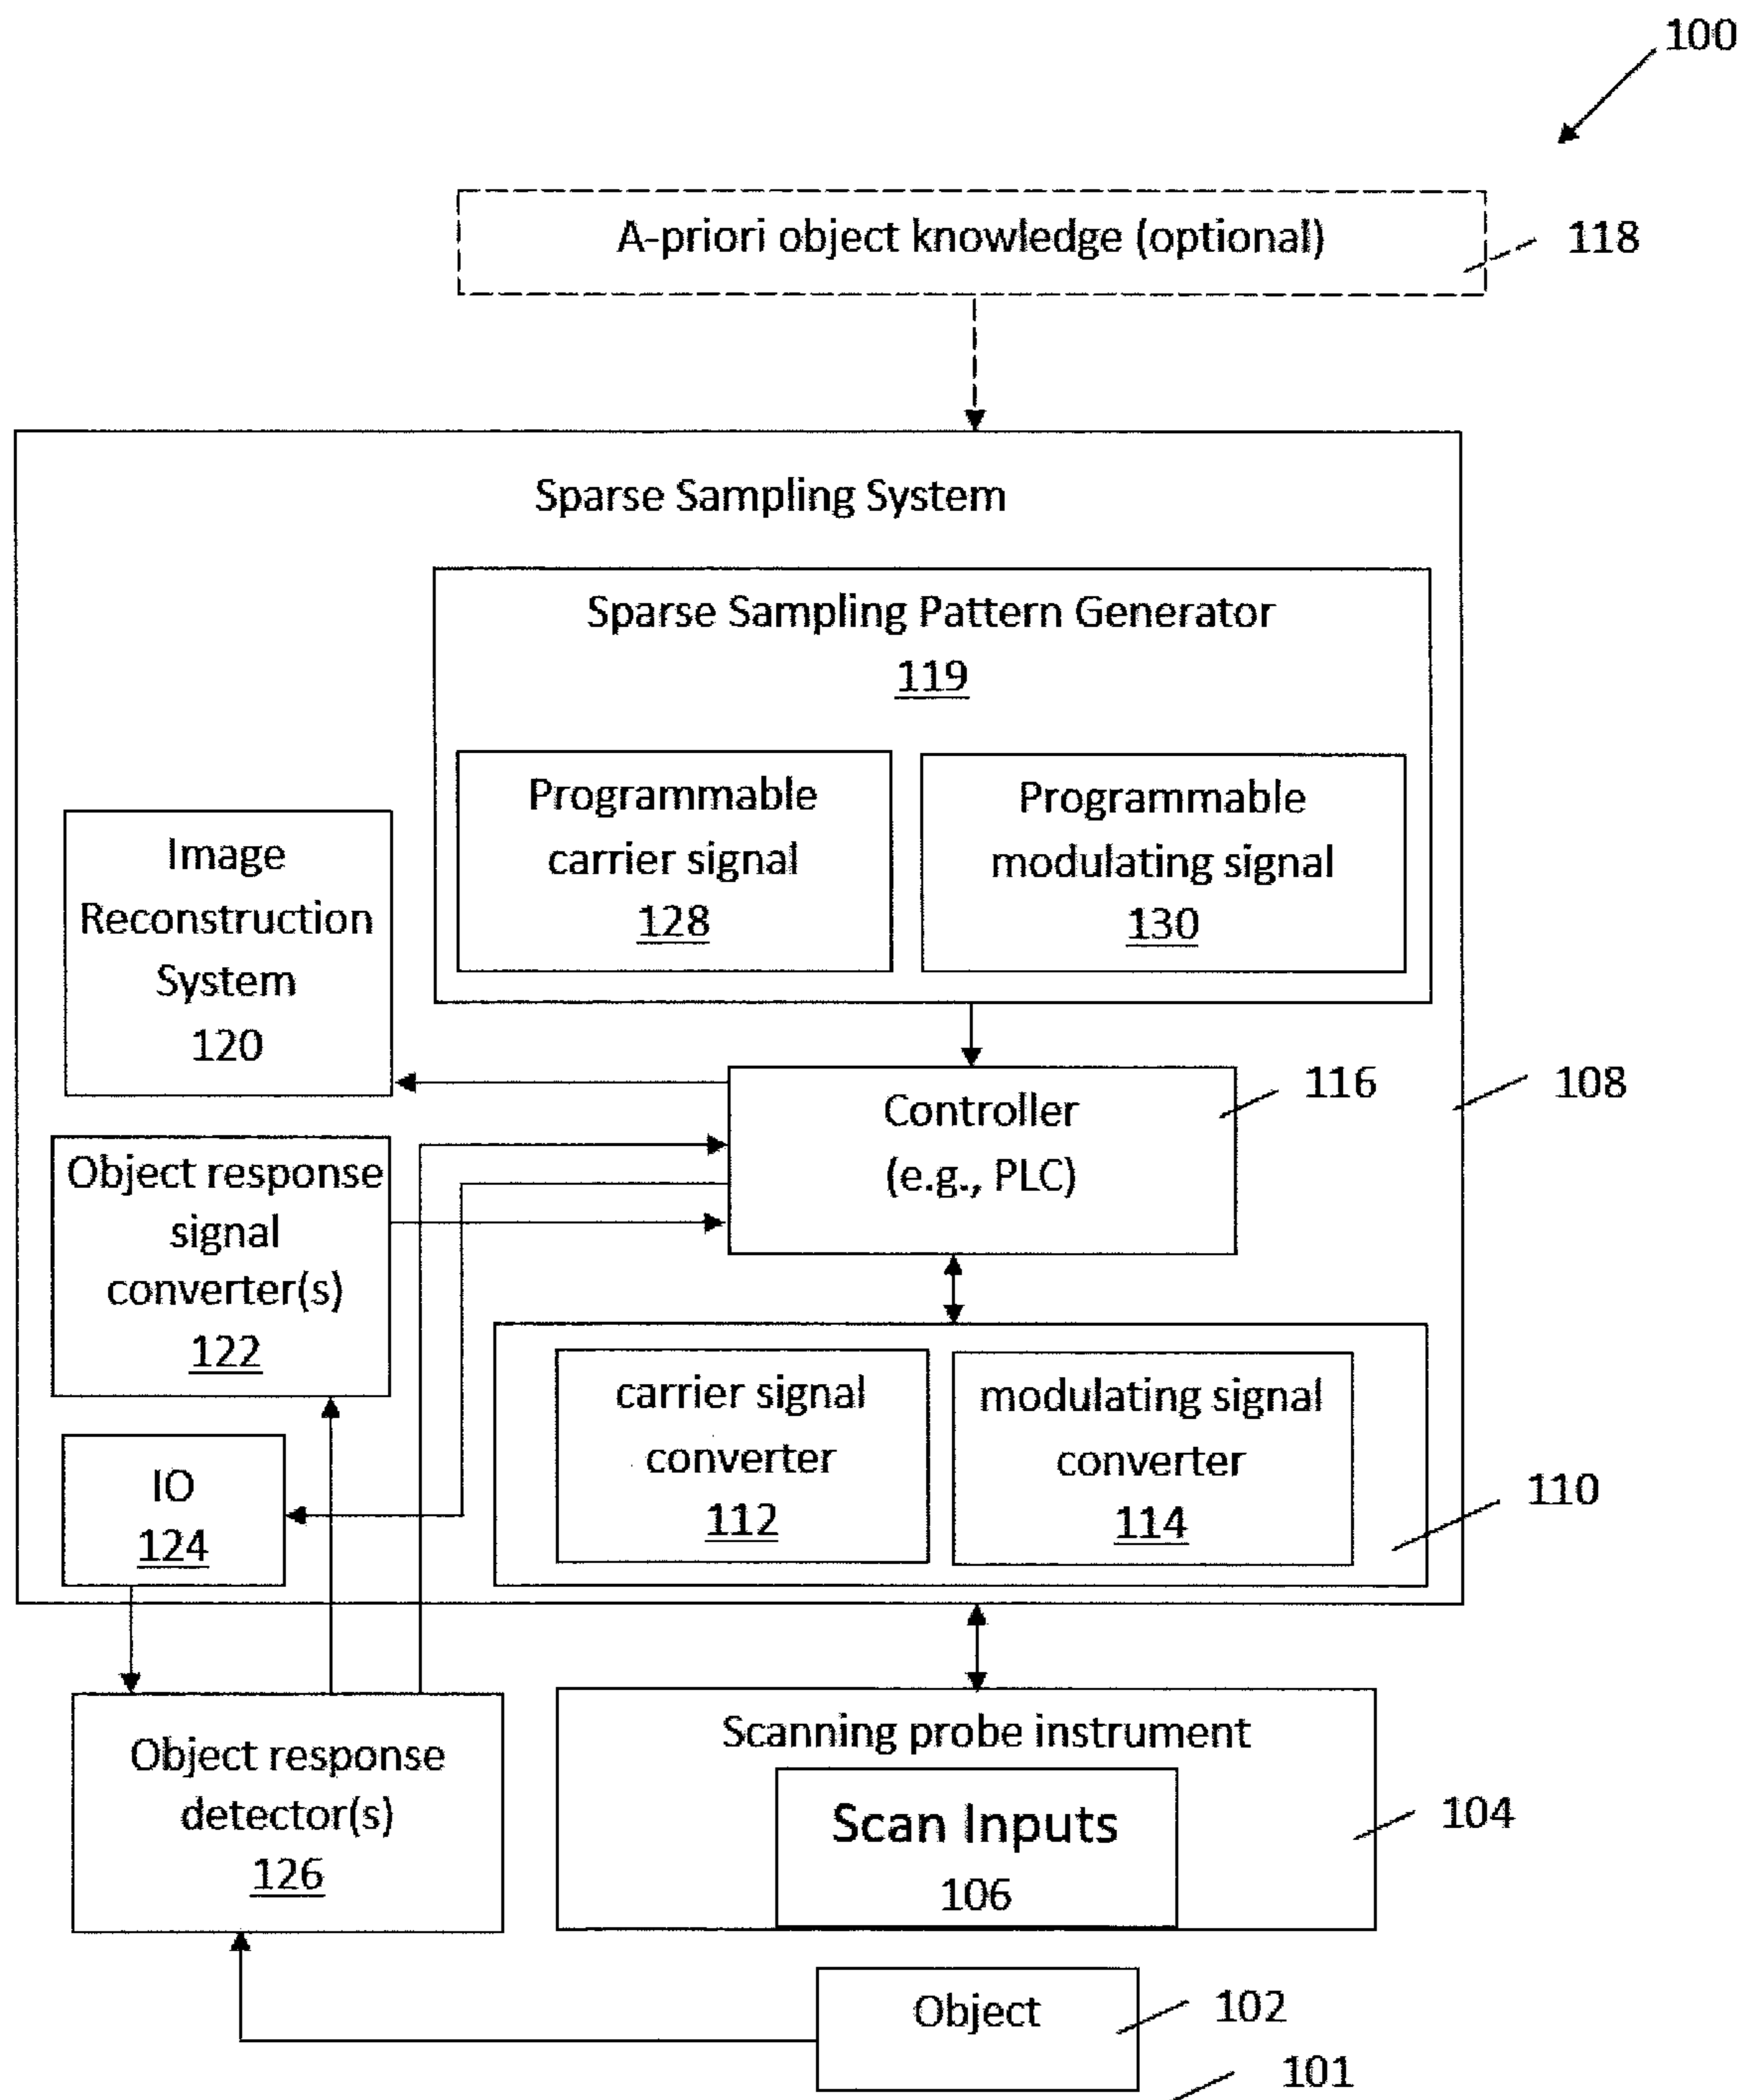 100
A-priori object knowledge (optional)
118
Sparse Sampling System
Sparse Sampling Pattern Generator
119
Programmable
carrier signal
128
Programmable
modulating signal
130
Image
Reconstruction
System
120
Controller
(e.g., PLC)
116
108
Object response
signal
converter(s)
122
carrier signal
converter
112
modulating signal
converter
114
110
IO
124
Object response
detector(s)
126
Scanning probe instrument
Scan Inputs
106
104
Object
102
101